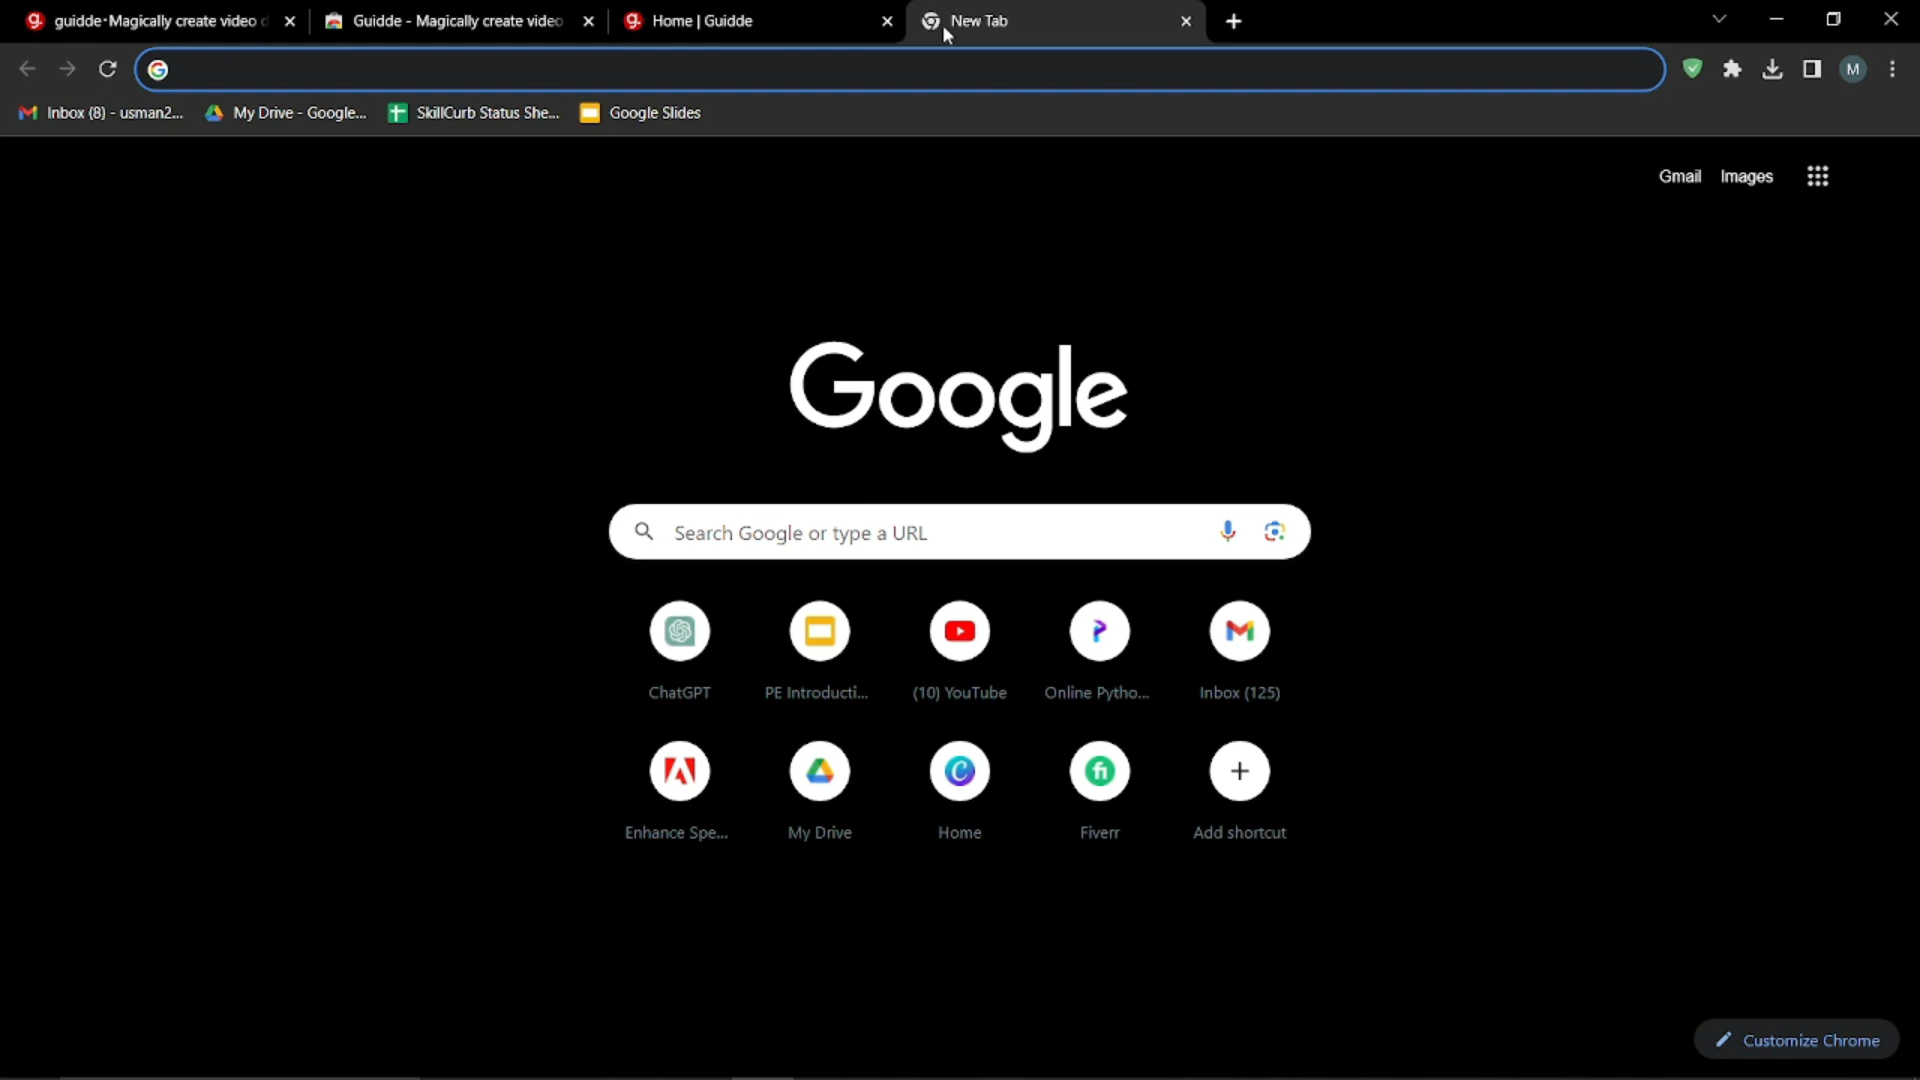 guidde·Magically create video d
Guidde - Magically create video
Home | Guidde
New Tab
Inbox (8) - usman2...
My Drive - Google...
SkillCurb Status She...
Google Slides
M
Gmail
Images
Google
Search Google or type a URL
ChatGPT
PE Introducti...
(10) YouTube
Online Pytho...
Inbox (125)
Enhance Spe...
My Drive
Home
Fiverr
Add shortcut
Customize Chrome